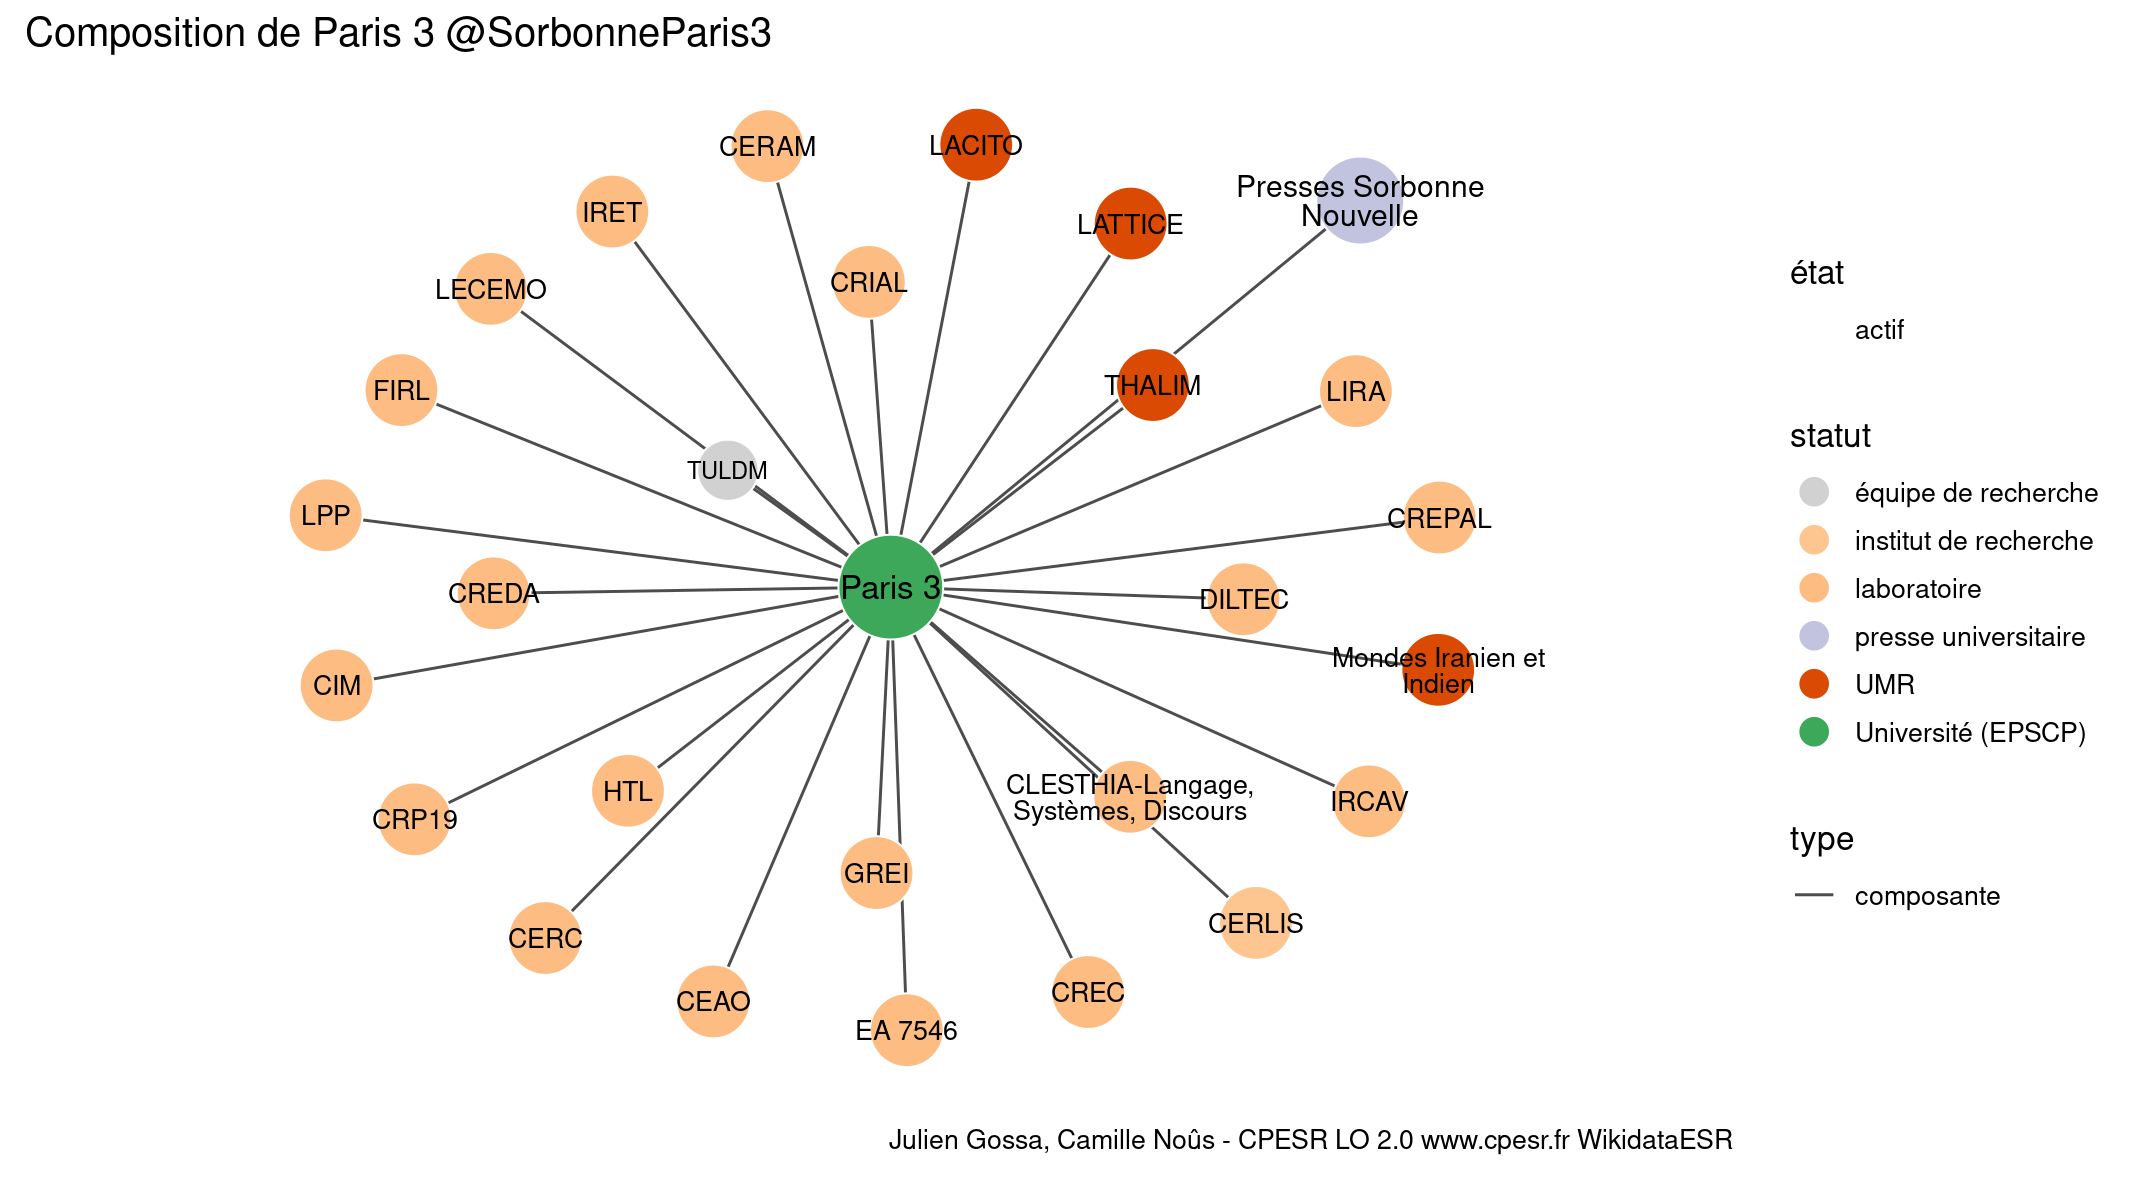 Composition de Paris 3 @SorbonneParis3
CERAM
LACITO
IRET
Presses Sorbonne
Nouvelle
LATTICE
LECEMO
CRIAL
FIRL
THALIM
LIRA
TULDM
LPP
CREPAL
CREDA
Paris 3
DILTEC
CIM
Mondes Iranien et
Indien
CRP19
HTL
CLESTHIA-Langage,
Systèmes, Discours
IRCAV
GREI
CERC
CERLIS
CEAO
EA 7546
CREC
état
actif
statut
équipe de recherche
institut de recherche
laboratoire
presse universitaire
UMR
Université (EPSCP)
type
composante
Julien Gossa, Camille Noûs - CPESR LO 2.0 www.cpesr.fr WikidataESR